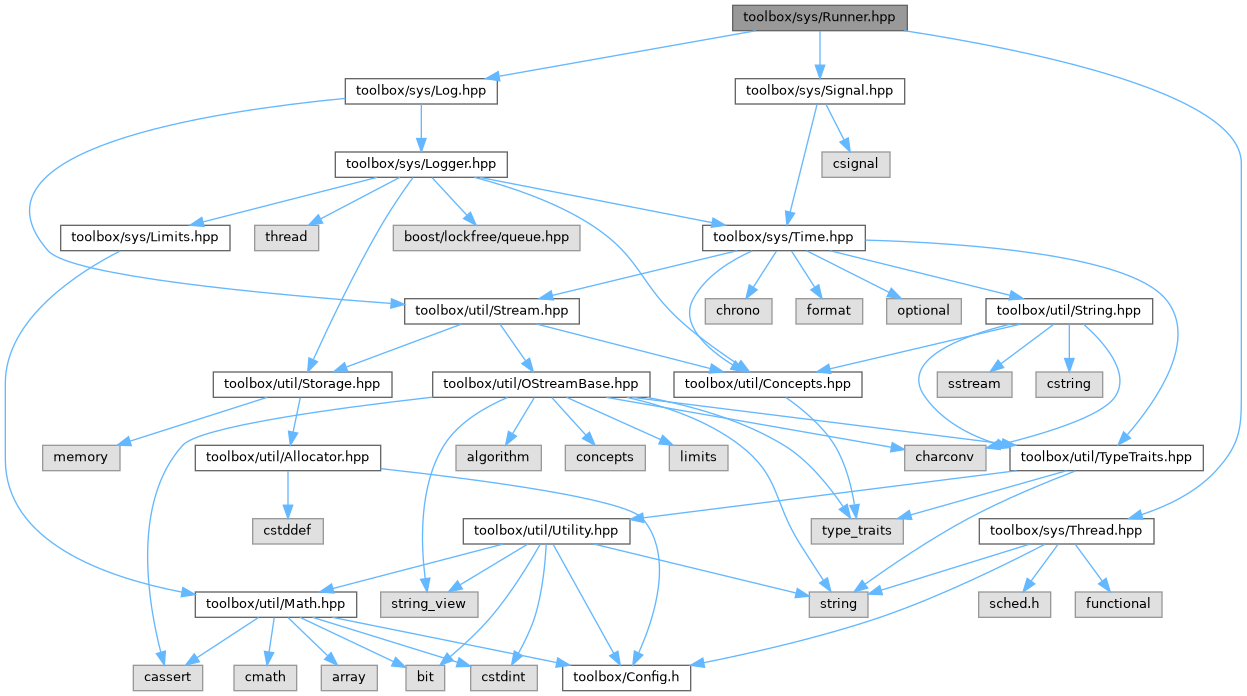 toolbox/sys/Runner.hpp
toolbox/sys/Log.hpp
toolbox/sys/Signal.hpp
toolbox/sys/Logger.hpp
csignal
toolbox/sys/Limits.hpp
thread
boost/lockfree/queue.hpp
toolbox/sys/Time.hpp
toolbox/util/Stream.hpp
chrono
format
optional
toolbox/util/String.hpp
toolbox/util/Storage.hpp
toolbox/util/OStreamBase.hpp
toolbox/util/Concepts.hpp
sstream
cstring
memory
toolbox/util/Allocator.hpp
algorithm
concepts
limits
charconv
toolbox/util/TypeTraits.hpp
cstddef
toolbox/util/Utility.hpp
type_traits
toolbox/sys/Thread.hpp
toolbox/util/Math.hpp
string_view
string
sched.h
functional
cassert
cmath
array
bit
cstdint
toolbox/Config.h